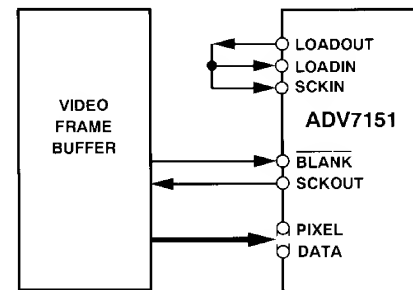 VIDEO
FRAME
BUFFER
LOADOUT
LOADIN
SCKIN
ADV7151
BLANK
SCKOUT
PIXEL
DATA